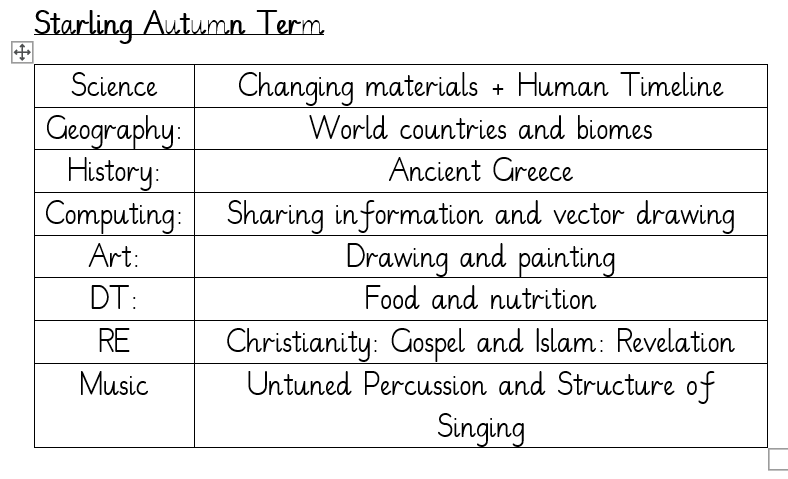 Starling Autumn Term
Science Changing materials + Human Timeline
Geography: World countries and biomes
History: Ancient Greece
Computing: Sharing information and vector drawing
Art: Drawing and painting
DT: Food and nutrition
RE Christianity: Gospel and Islam: Revelation
Music Untuned Percussion and Structure of
Singing